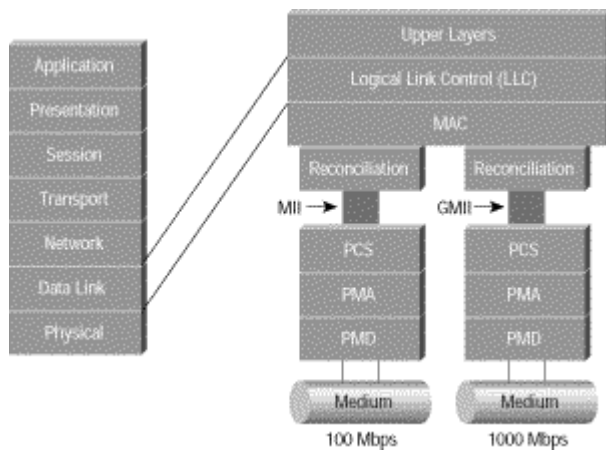 Application
Presentation
Session
Transport
Network
Data Link
Physical
Upper Layers
Logical Link Control (LLC)
MAC
Reconciliation
Reconciliation
MII
GMII
PCS
PCS
PMA
PMA
PMD
PMD
Medium
Medium
100 Mbps
1000 Mbps